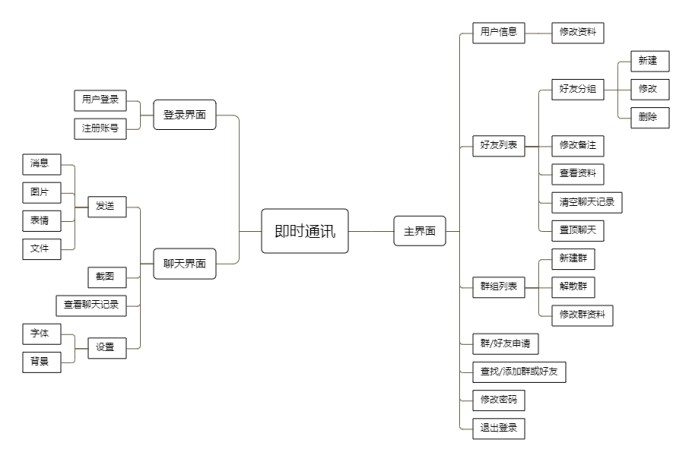 即时通讯
登录界面
用户登录
注册账号
聊天界面
发送
消息
图片
表情
文件
截图
查看聊天记录
设置
字体
背景
主界面
用户信息
修改资料
好友列表
好友分组
新建
修改
删除
修改备注
查看资料
清空聊天记录
置顶聊天
群组列表
新建群
解散群
修改群资料
群/好友申请
查找/添加群或好友
修改密码
退出登录